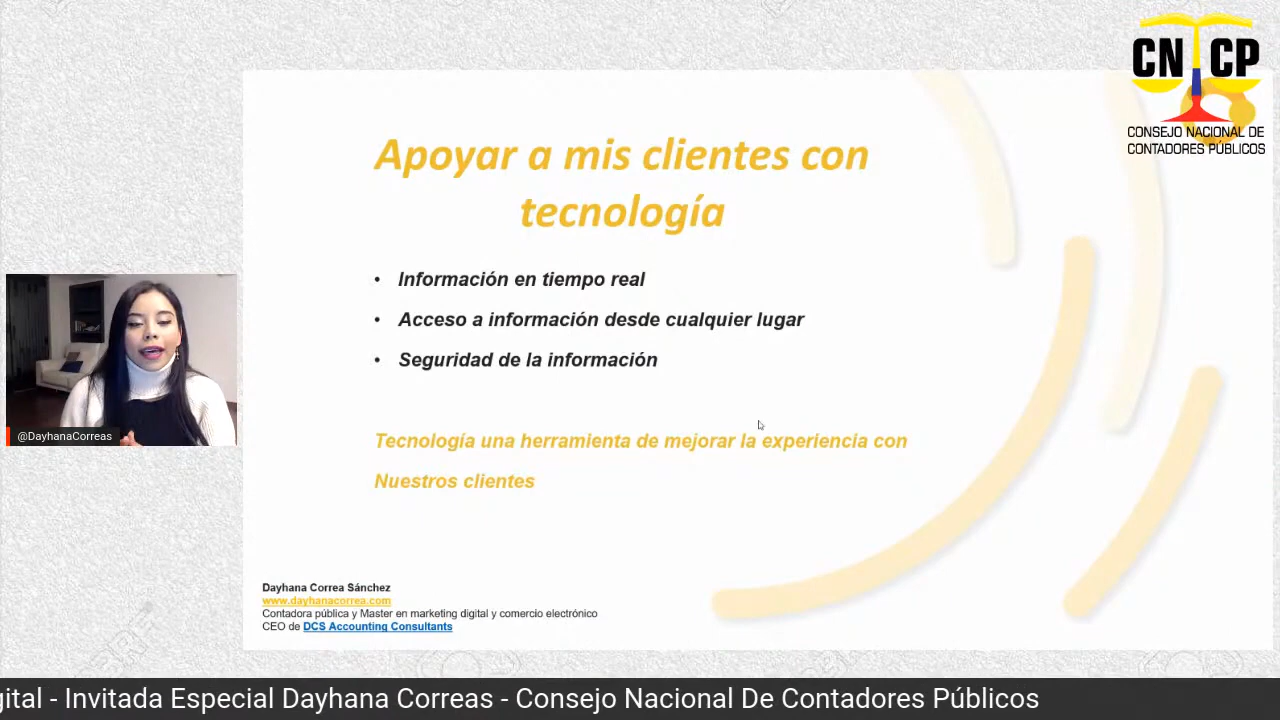 CN CP
CONSEJO NACIONAL DE
CONTADORES PÚBLICOS
Apoyar a mis clientes con
tecnología
• Información en tiempo real
• Acceso a información desde cualquier lugar
• Seguridad de la información
Tecnología una herramienta de mejorar la experiencia con
Nuestros clientes
@DayhanaCorreas
Dayhana Correa Sánchez
www.dayhanacorrea.com
Contadora pública y Master en marketing digital y comercio electrónico
CEO de DCS Accounting Consultants
gital - Invitada Especial Dayhana Correas - Consejo Nacional De Contadores Públicos